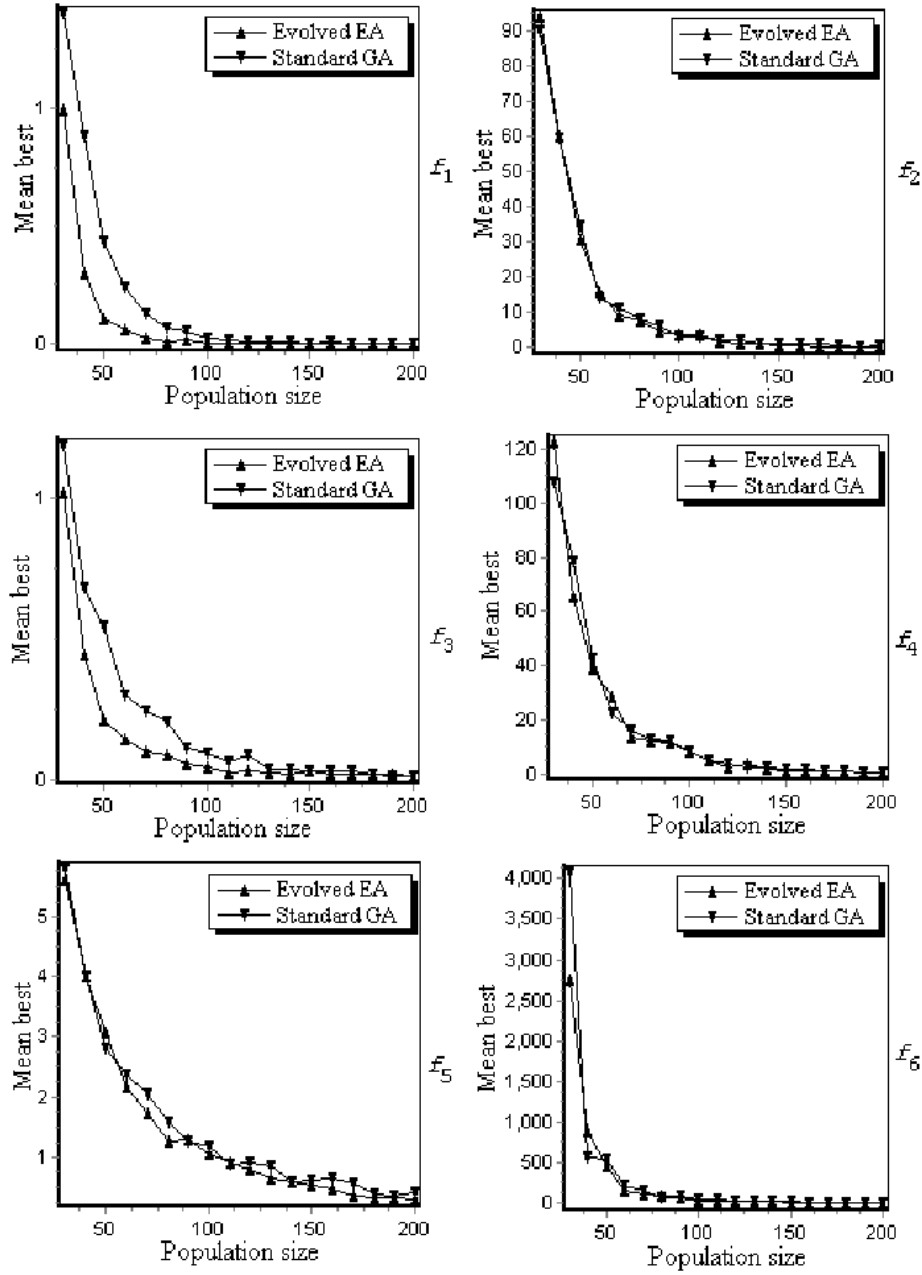 Evolved EA
Standard GA
1
0
Mean best
50
100
150
200
Population size
f1
Evolved EA
Standard GA
90
80
70
60
50
40
30
20
10
0
Mean best
50
100
150
200
Population size
f2
Evolved EA
Standard GA
1
0
Mean best
50
100
150
200
Population size
f3
Evolved EA
Standard GA
120
100
80
60
40
20
0
Mean best
50
100
150
200
Population size
f4
Evolved EA
Standard GA
5
4
3
2
1
Mean best
50
100
150
200
Population size
f5
Evolved EA
Standard GA
4,000
3,500
3,000
2,500
2,000
1,500
1,000
500
0
Mean best
50
100
150
200
Population size
f6